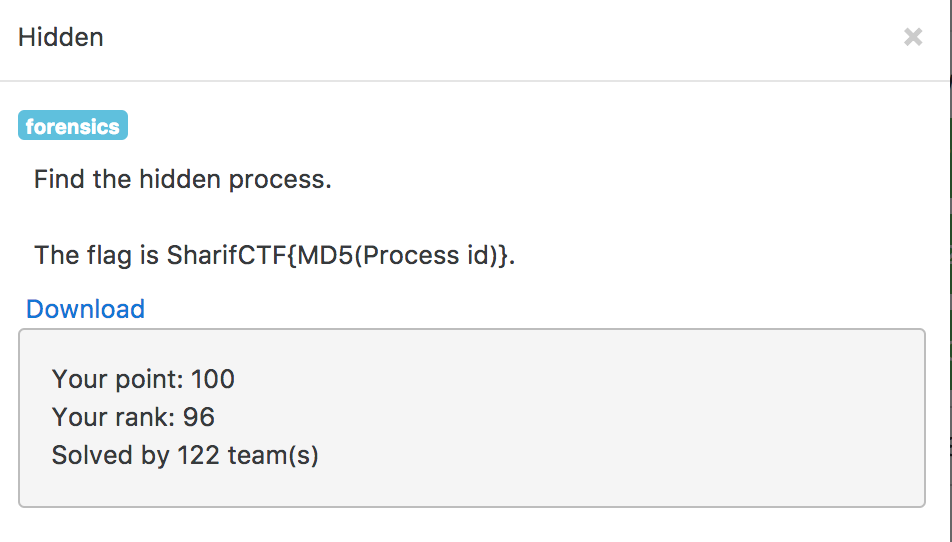 Hidden
×
forensics
Find the hidden process.
The flag is SharifCTF{MD5(Process id)}.
Download
Your point: 100
Your rank: 96
Solved by 122 team(s)